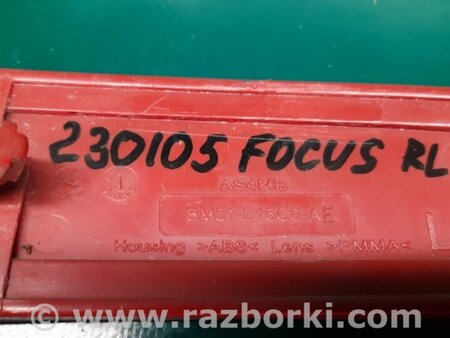 230105 FOCUS RL
AS4MB
BM51-515C3-AE
Housing >ABS< Lens >PMMA<
www.razborki.com